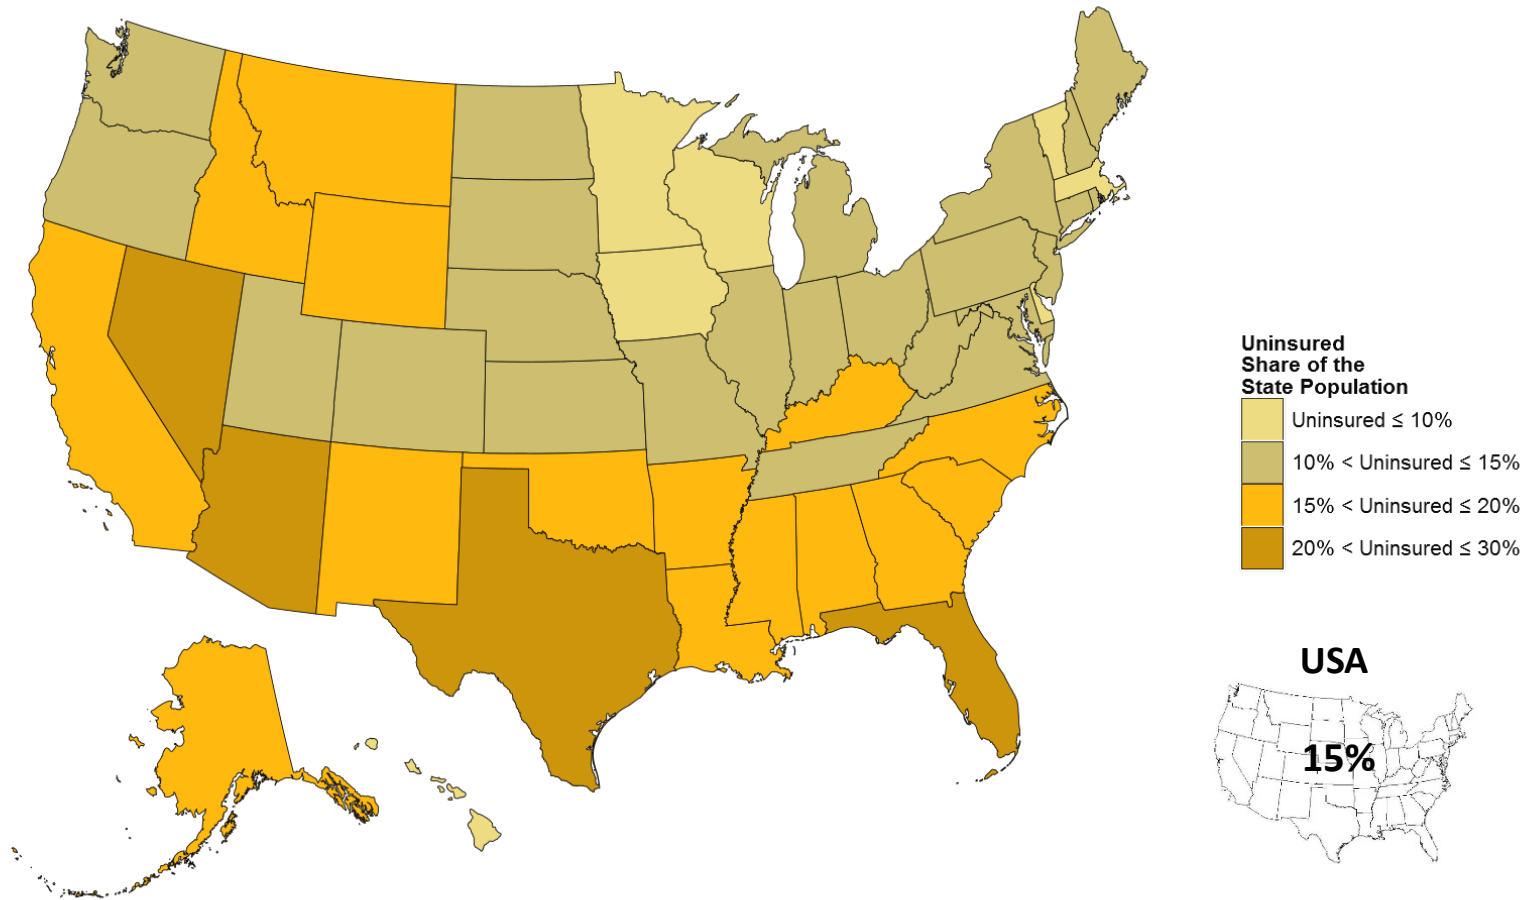 Uninsured
Share of the
State Population
Uninsured ≤ 10%
10% < Uninsured ≤ 15%
15% < Uninsured ≤ 20%
20% < Uninsured ≤ 30%
USA
15%